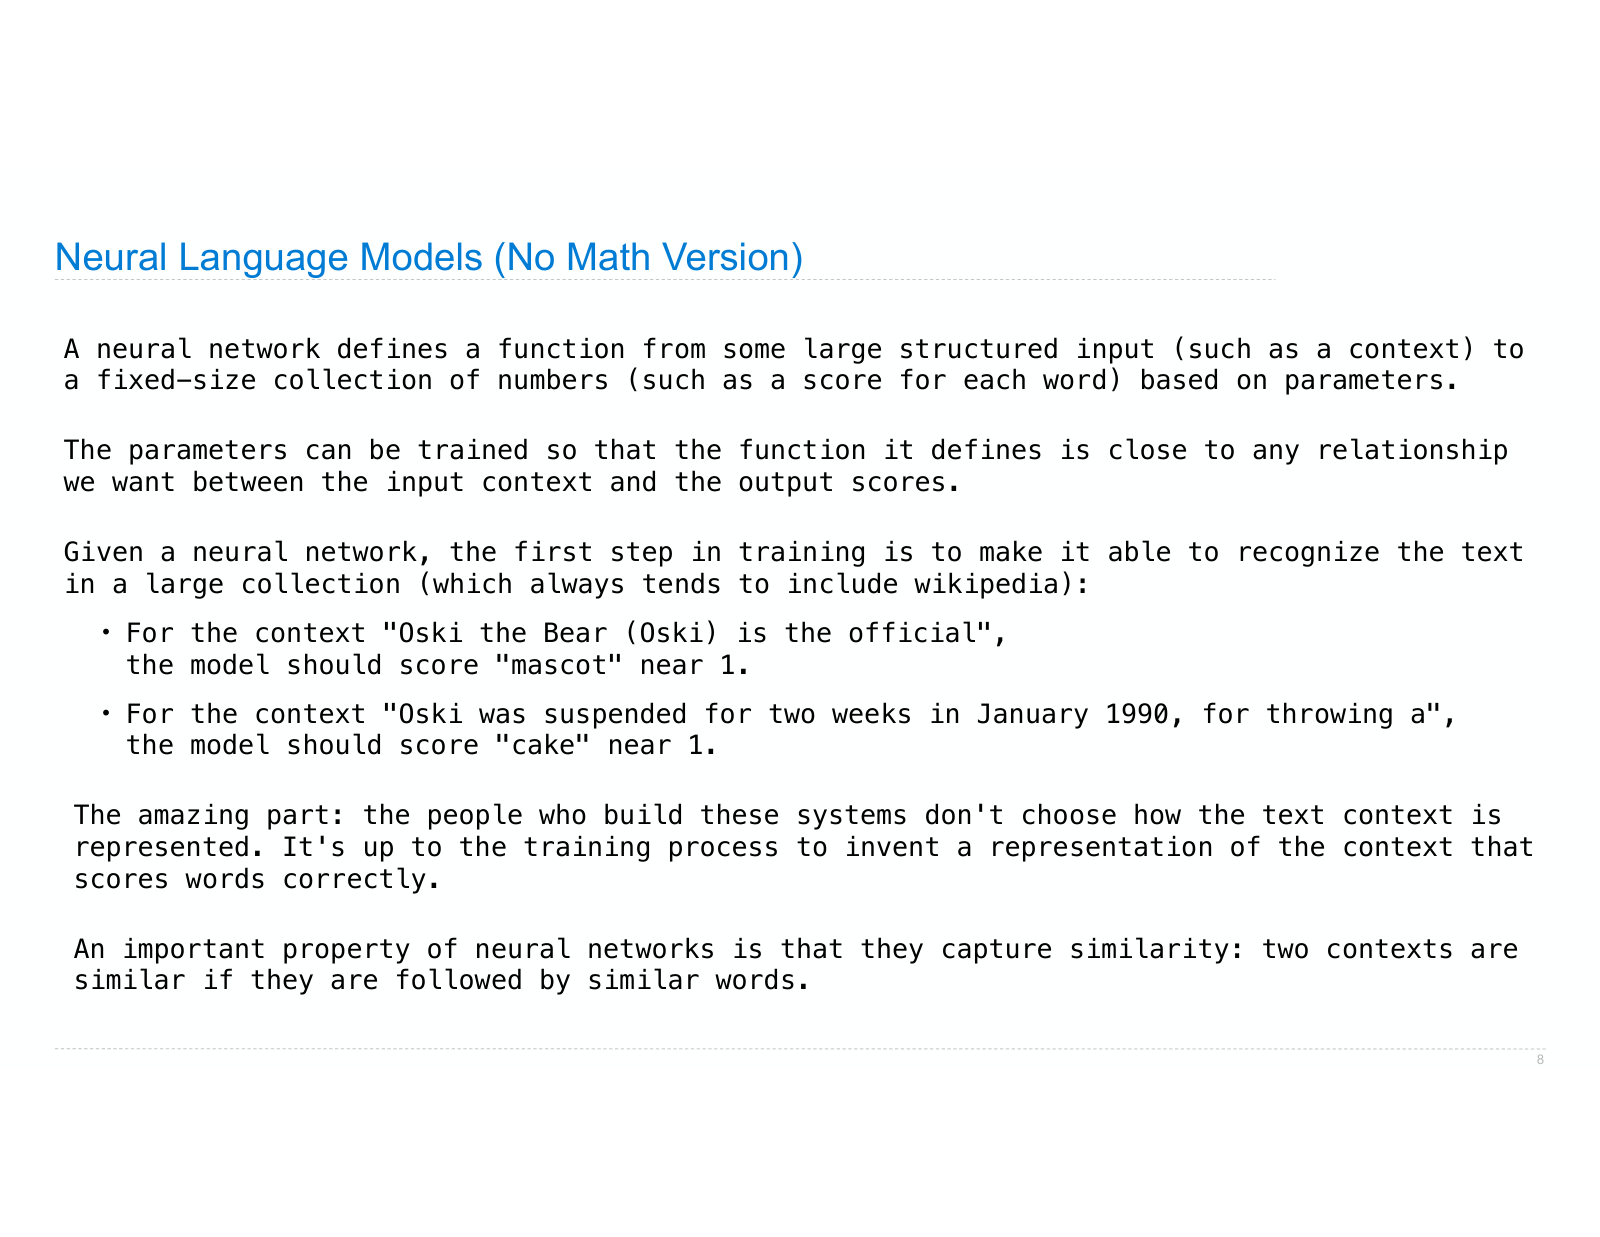 Neural Language Models (No Math Version)
A neural network defines a function from some large structured input (such as a context) to
a fixed-size collection of numbers (such as a score for each word) based on parameters.
The parameters can be trained so that the function it defines is close to any relationship
we want between the input context and the output scores.
Given a neural network, the first step in training is to make it able to recognize the text
in a large collection (which always tends to include wikipedia):
• For the context "Oski the Bear (Oski) is the official",
the model should score "mascot" near 1.
• For the context "Oski was suspended for two weeks in January 1990, for throwing a",
the model should score "cake" near 1.
The amazing part: the people who build these systems don't choose how the text context is
represented. It's up to the training process to invent a representation of the context that
scores words correctly.
An important property of neural networks is that they capture similarity: two contexts are
similar if they are followed by similar words.
8